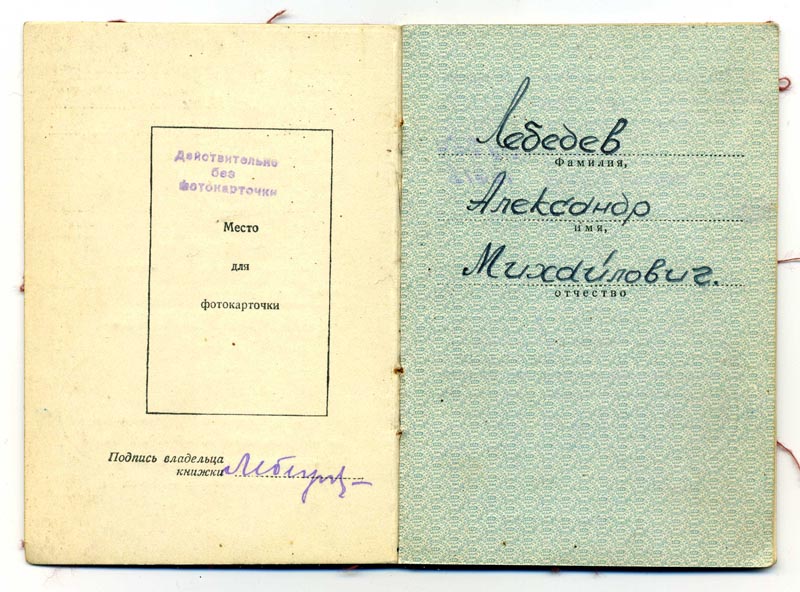 Действительно
без
фотокарточки
Место
для
фотокарточки
Подпись владельца
книжки
Лебедев
Фамилия,
Александр
имя,
Михайлович.
отчество